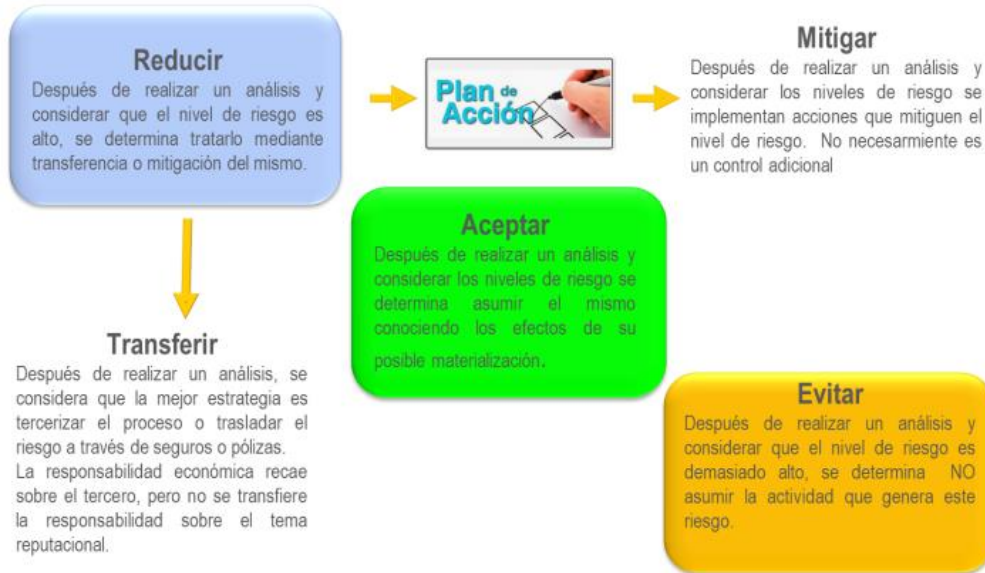 Reducir
Después de realizar un análisis y
considerar que el nivel de riesgo es
alto, se determina tratarlo mediante
transferencia o mitigación del mismo.
Plan de
Acción
Mitigar
Después de realizar un análisis y
considerar los niveles de riesgo se
implementan acciones que mitiguen el
nivel de riesgo. No necesarmiente es
un control adicional
Aceptar
Después de realizar un análisis y
considerar los niveles de riesgo se
determina asumir el mismo
conociendo los efectos de su
posible materialización.
Transferir
Después de realizar un análisis, se
considera que la mejor estrategia es
tercerizar el proceso o trasladar el
riesgo a través de seguros o pólizas.
La responsabilidad económica recae
sobre el tercero, pero no se transfiere
la responsabilidad sobre el tema
reputacional.
Evitar
Después de realizar un análisis y
considerar que el nivel de riesgo es
demasiado alto, se determina NO
asumir la actividad que genera este
riesgo.